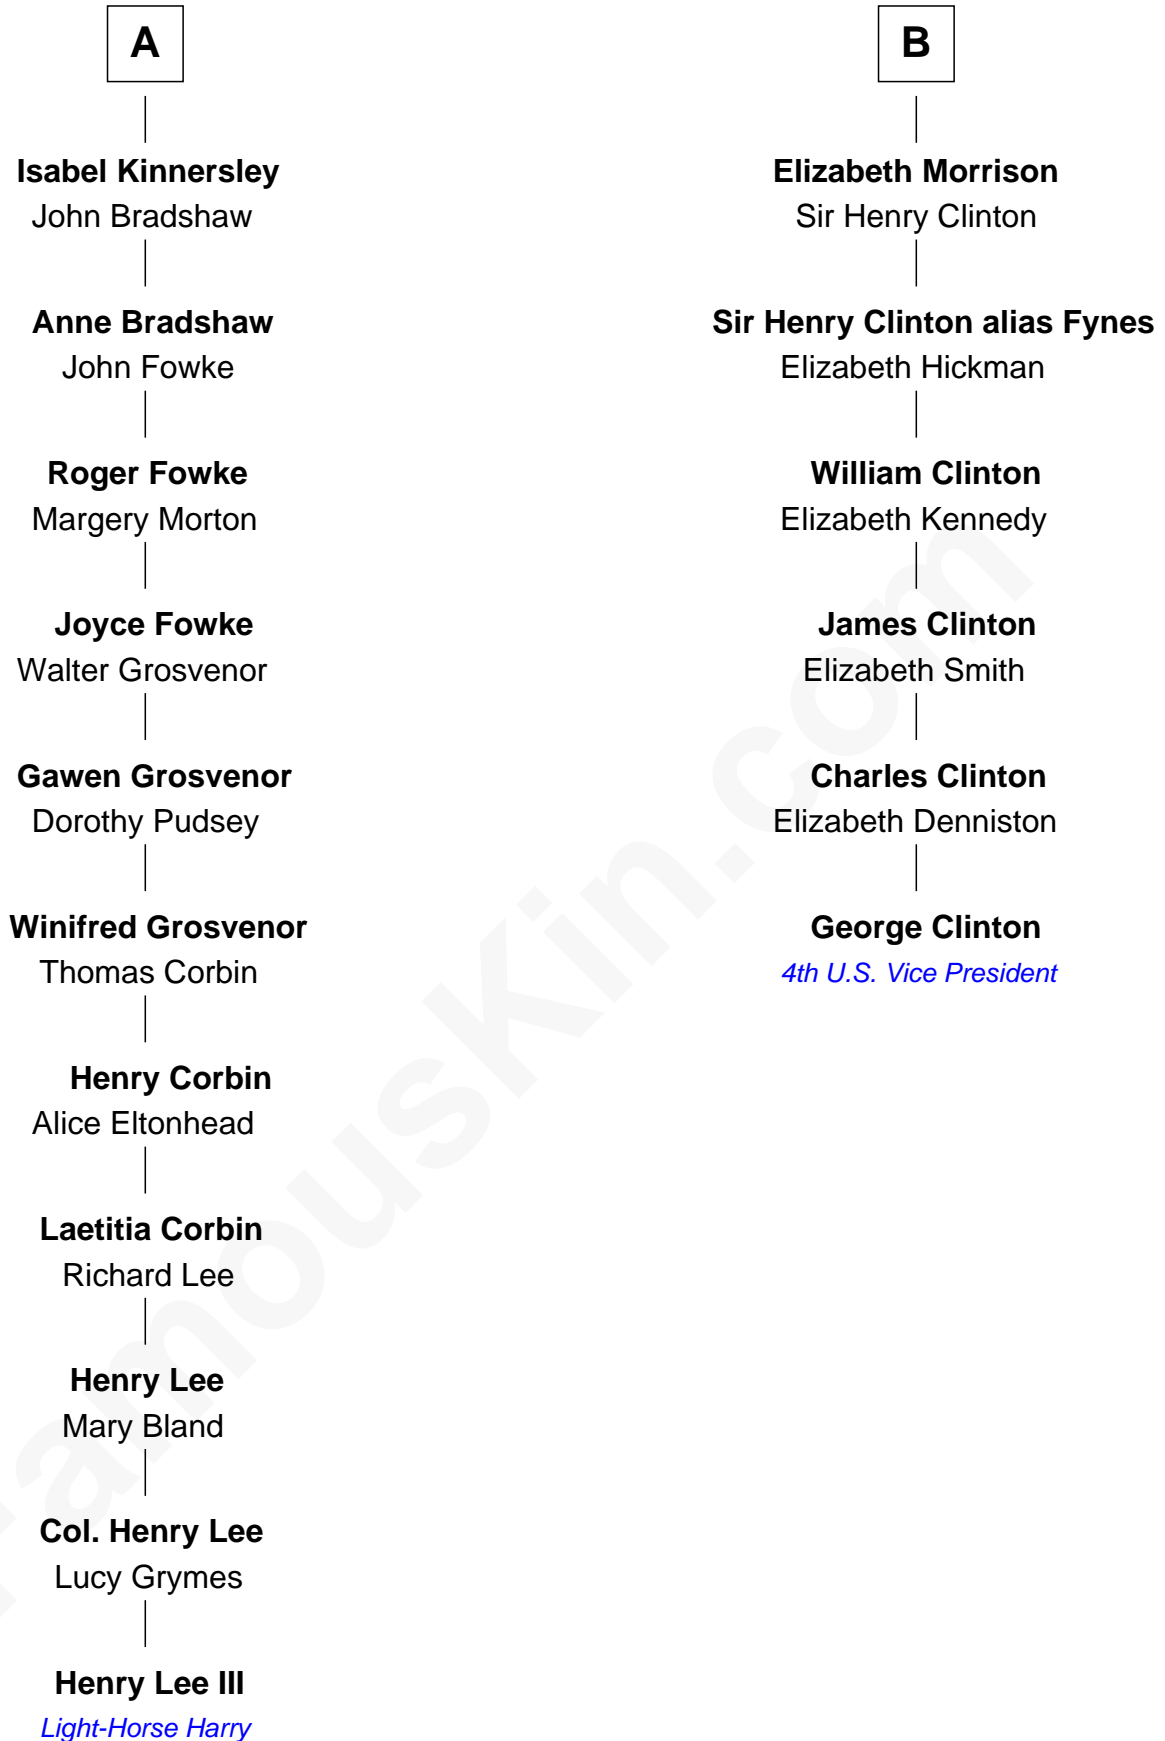 A
Isabel Kinnersley
John Bradshaw
Anne Bradshaw
John Fowke
Roger Fowke
Margery Morton
Joyce Fowke
Walter Grosvenor
Gawen Grosvenor
Dorothy Pudsey
Winifred Grosvenor
Thomas Corbin
Henry Corbin
Alice Eltonhead
Laetitia Corbin
Richard Lee
Henry Lee
Mary Bland
Col. Henry Lee
Lucy Grymes
Henry Lee III
Light-Horse Harry
B
Elizabeth Morrison
Sir Henry Clinton
Sir Henry Clinton alias Fynes
Elizabeth Hickman
William Clinton
Elizabeth Kennedy
James Clinton
Elizabeth Smith
Charles Clinton
Elizabeth Denniston
George Clinton
4th U.S. Vice President
FamousKin.com